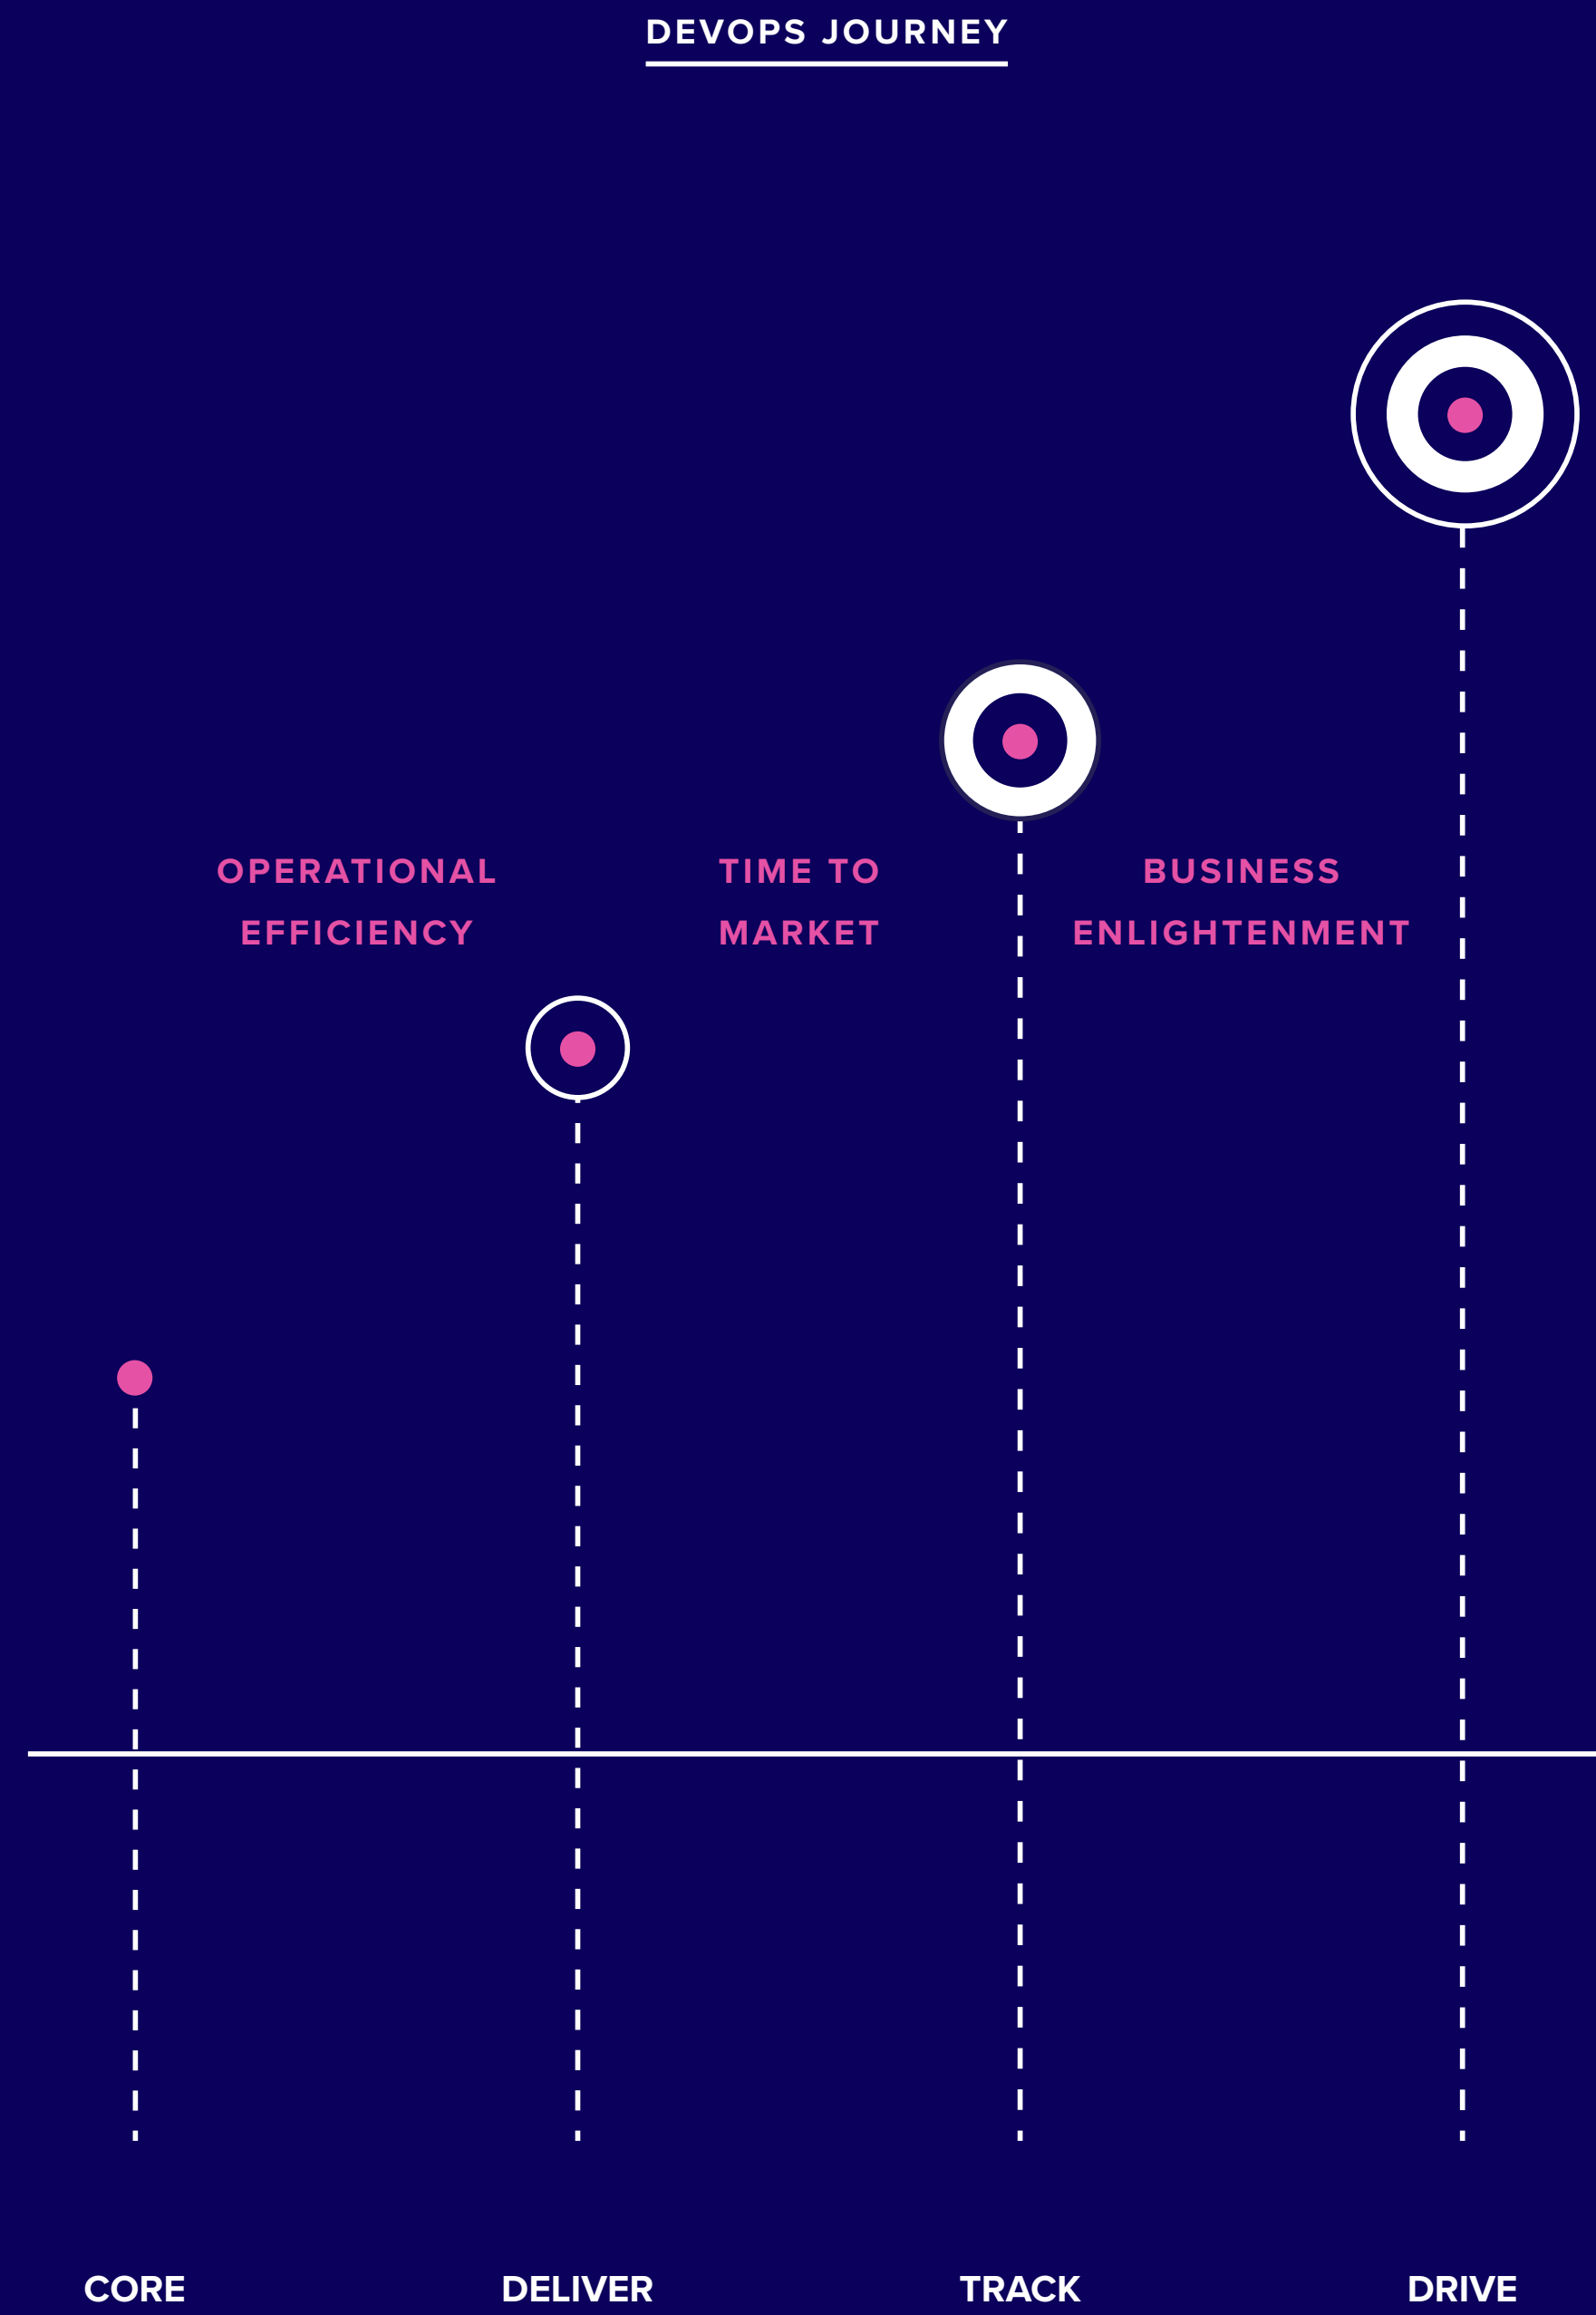 DEVOPS JOURNEY
OPERATIONAL
EFFICIENCY
TIME TO
MARKET
BUSINESS
ENLIGHTENMENT
CORE
DELIVER
TRACK
DRIVE